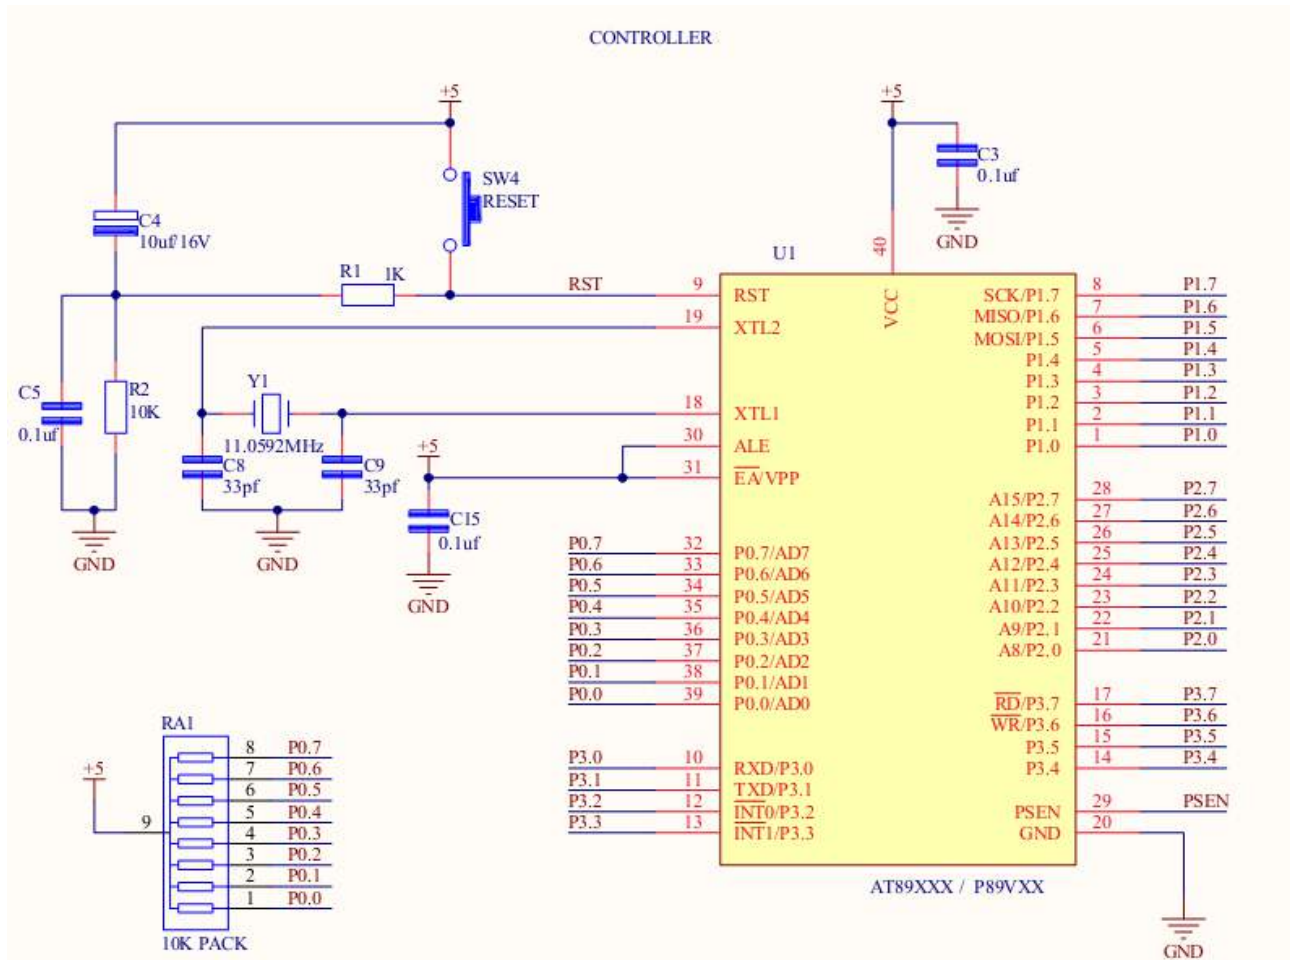 CONTROLLER
+5
+5
C3
0.1uf
GND
SW4
RESET
C4
10uf/16V
R1 1K
C5
0.1uf
R2
10K
GND
Y1
11.0592MHz
C8
33pf
C9
33pf
GND
+5
C15
0.1uf
GND
U1
40
VCC
RST 9 RST
19 XTL2
18 XTL1
30 ALE
31 EA/VPP
P0.7 32 P0.7/AD7
P0.6 33 P0.6/AD6
P0.5 34 P0.5/AD5
P0.4 35 P0.4/AD4
P0.3 36 P0.3/AD3
P0.2 37 P0.2/AD2
P0.1 38 P0.1/AD1
P0.0 39 P0.0/AD0
P3.0 10 RXD/P3.0
P3.1 11 TXD/P3.1
P3.2 12 INT0/P3.2
P3.3 13 INT1/P3.3
SCK/P1.7 8 P1.7
MISO/P1.6 7 P1.6
MOSI/P1.5 6 P1.5
P1.4 5 P1.4
P1.3 4 P1.3
P1.2 3 P1.2
P1.1 2 P1.1
P1.0 1 P1.0
A15/P2.7 28 P2.7
A14/P2.6 27 P2.6
A13/P2.5 26 P2.5
A12/P2.4 25 P2.4
A11/P2.3 24 P2.3
A10/P2.2 23 P2.2
A9/P2.1 22 P2.1
A8/P2.0 21 P2.0
RD/P3.7 17 P3.7
WR/P3.6 16 P3.6
P3.5 15 P3.5
P3.4 14 P3.4
PSEN 29 PSEN
GND 20
AT89XXX / P89VXX
GND
RA1
+5
9
8 P0.7
7 P0.6
6 P0.5
5 P0.4
4 P0.3
3 P0.2
2 P0.1
1 P0.0
10K PACK